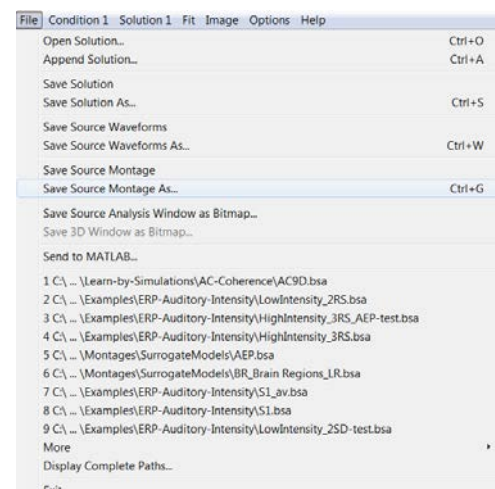 File Condition 1 Solution 1 Fit Image Options Help
Open Solution... Ctrl+O
Append Solution... Ctrl+A
Save Solution
Save Solution As... Ctrl+S
Save Source Waveforms
Save Source Waveforms As... Ctrl+W
Save Source Montage
Save Source Montage As... Ctrl+G
Save Source Analysis Window as Bitmap...
Save 3D Window as Bitmap...
Send to MATLAB...
1 C:\ ... \Learn-by-Simulations\AC-Coherence\AC9D.bsa
2 C:\ ... \Examples\ERP-Auditory-Intensity\LowIntensity_2RS.bsa
3 C:\ ... \Examples\ERP-Auditory-Intensity\HighIntensity_3RS_AEP-test.bsa
4 C:\ ... \Examples\ERP-Auditory-Intensity\HighIntensity_3RS.bsa
5 C:\ ... \Montages\SurrogateModels\AEP.bsa
6 C:\ ... \Montages\SurrogateModels\BR_Brain Regions_LR.bsa
7 C:\ ... \Examples\ERP-Auditory-Intensity\S1_av.bsa
8 C:\ ... \Examples\ERP-Auditory-Intensity\S1.bsa
9 C:\ ... \Examples\ERP-Auditory-Intensity\LowIntensity_2SD-test.bsa
More
Display Complete Paths...